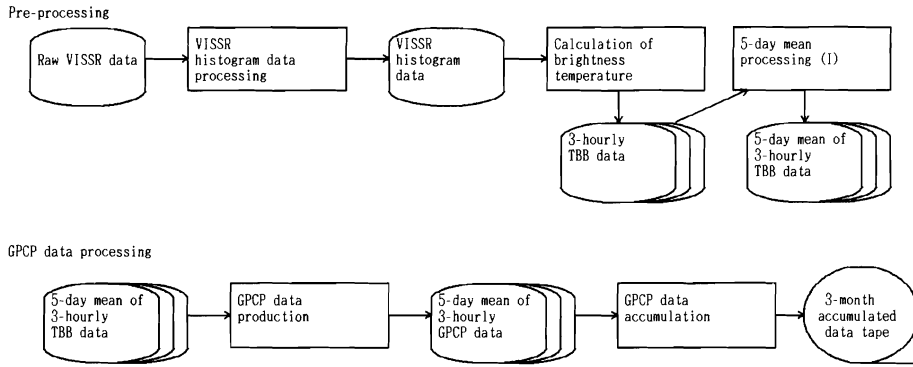 Pre-processing
Raw VISSR data
VISSR
histogram data
processing
VISSR
histogram
data
Calculation of
brightness
temperature
5-day mean
processing (I)
3-hourly
TBB data
5-day mean of
3-hourly
TBB data
GPCP data processing
5-day mean of
3-hourly
TBB data
GPCP data
production
5-day mean of
3-hourly
GPCP data
GPCP data
accumulation
3-month
accumulated
data tape